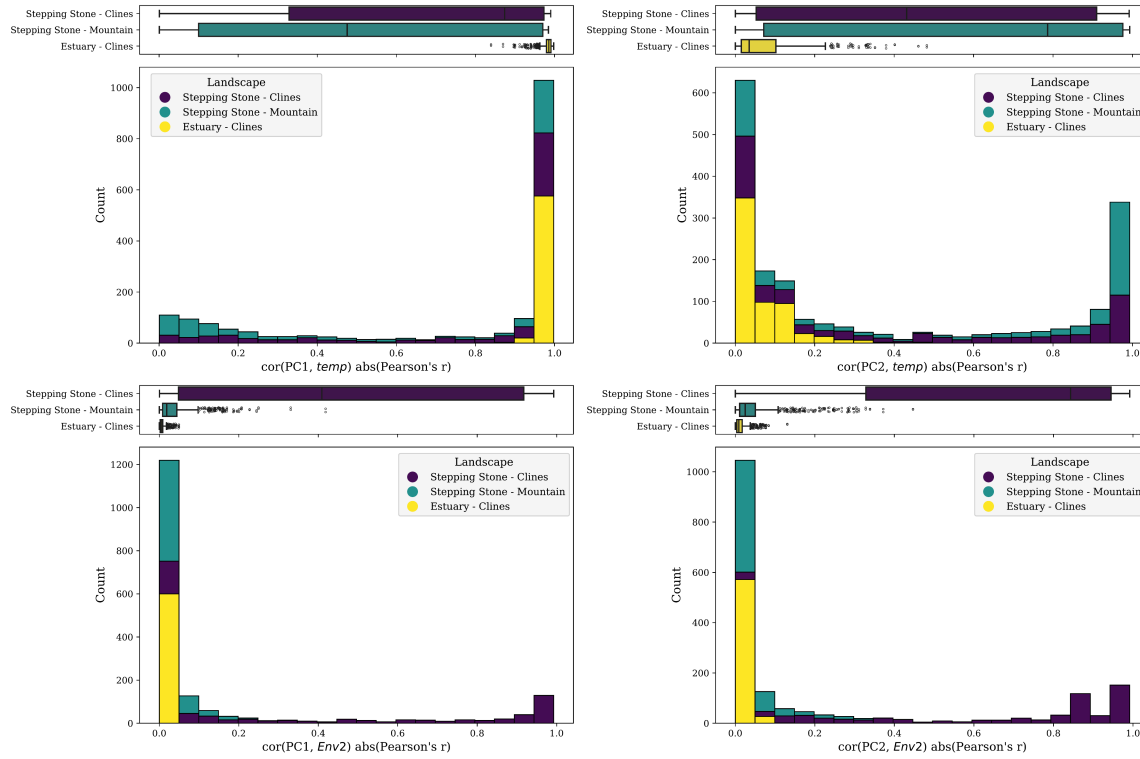 Stepping Stone - Clines
Stepping Stone - Mountain
Estuary - Clines
Landscape
Stepping Stone - Clines
Stepping Stone - Mountain
Estuary - Clines
Count
1000
800
600
400
200
0
0.0 0.2 0.4 0.6 0.8 1.0
cor(PC1, temp) abs(Pearson's r)
Stepping Stone - Clines
Stepping Stone - Mountain
Estuary - Clines
Landscape
Stepping Stone - Clines
Stepping Stone - Mountain
Estuary - Clines
Count
600
500
400
300
200
100
0
0.0 0.2 0.4 0.6 0.8 1.0
cor(PC2, temp) abs(Pearson's r)
Stepping Stone - Clines
Stepping Stone - Mountain
Estuary - Clines
Landscape
Stepping Stone - Clines
Stepping Stone - Mountain
Estuary - Clines
Count
1200
1000
800
600
400
200
0
0.0 0.2 0.4 0.6 0.8 1.0
cor(PC1, Env2) abs(Pearson's r)
Stepping Stone - Clines
Stepping Stone - Mountain
Estuary - Clines
Landscape
Stepping Stone - Clines
Stepping Stone - Mountain
Estuary - Clines
Count
1000
800
600
400
200
0
0.0 0.2 0.4 0.6 0.8 1.0
cor(PC2, Env2) abs(Pearson's r)